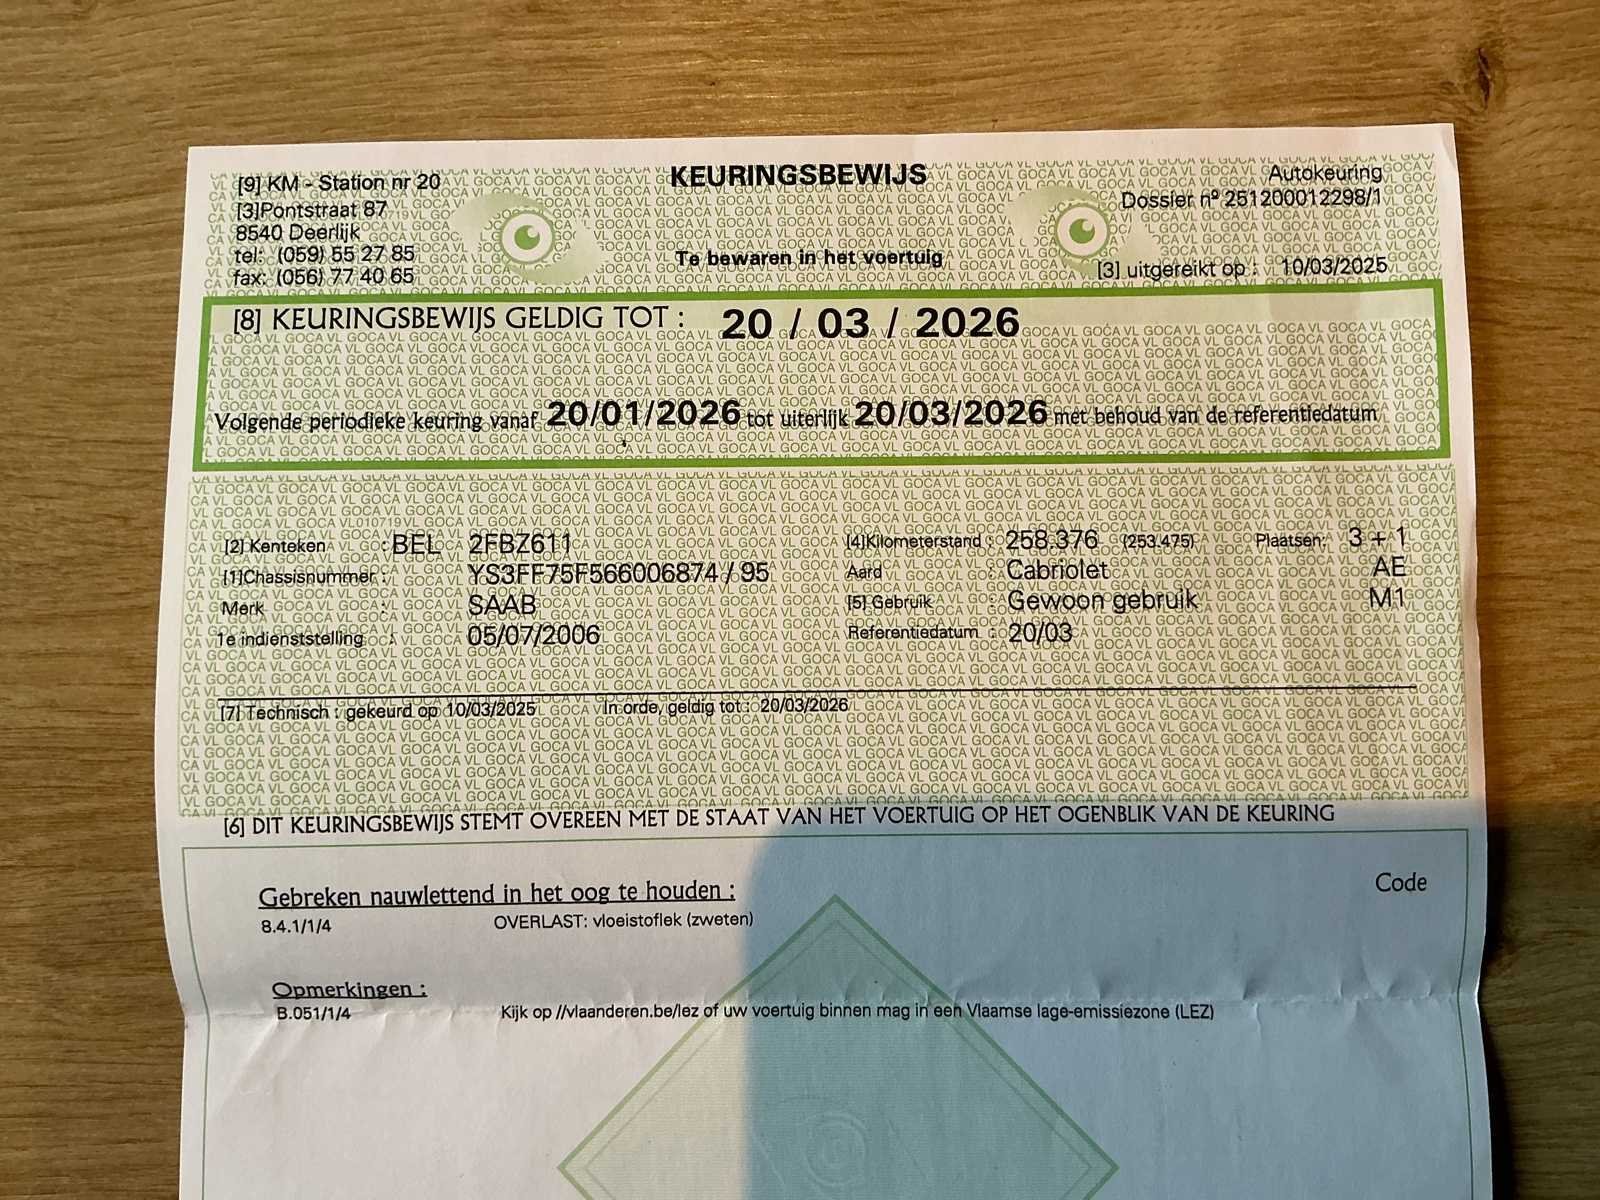 [9] KM - Station nr 20
[3]Pontstraat 87
8540 Deerlijk
tel: (059) 55 27 85
fax: (056) 77 40 65
KEURINGSBEWIJS
Te bewaren in het voertuig
Autokeuring
Dossier nº 251200012298/1
[3] uitgereikt op : 10/03/2025
[8] KEURINGSBEWIJS GELDIG TOT : 20 / 03 / 2026
Volgende periodieke keuring vanaf 20/01/2026 tot uiterlijk 20/03/2026 met behoud van de referentiedatum
[2] Kenteken : BEL 2FBZ611
[1]Chassisnummer : YS3FF75F566006874 / 95
Merk : SAAB
1e indienststelling : 05/07/2006
[4]Kilometerstand : 258.376 (253.475) Plaatsen: 3 + 1
Aard : Cabriolet AE
[5] Gebruik : Gewoon gebruik M1
Referentiedatum : 20/03
[7] Technisch : gekeurd op 10/03/2025 In orde, geldig tot : 20/03/2026
[6] DIT KEURINGSBEWIJS STEMT OVEREEN MET DE STAAT VAN HET VOERTUIG OP HET OGENBLIK VAN DE KEURING
Gebreken nauwlettend in het oog te houden : Code
8.4.1/1/4 OVERLAST: vloeistoflek (zweten)
Opmerkingen :
B.051/1/4 Kijk op //vlaanderen.be/lez of uw voertuig binnen mag in een Vlaamse lage-emissiezone (LEZ)